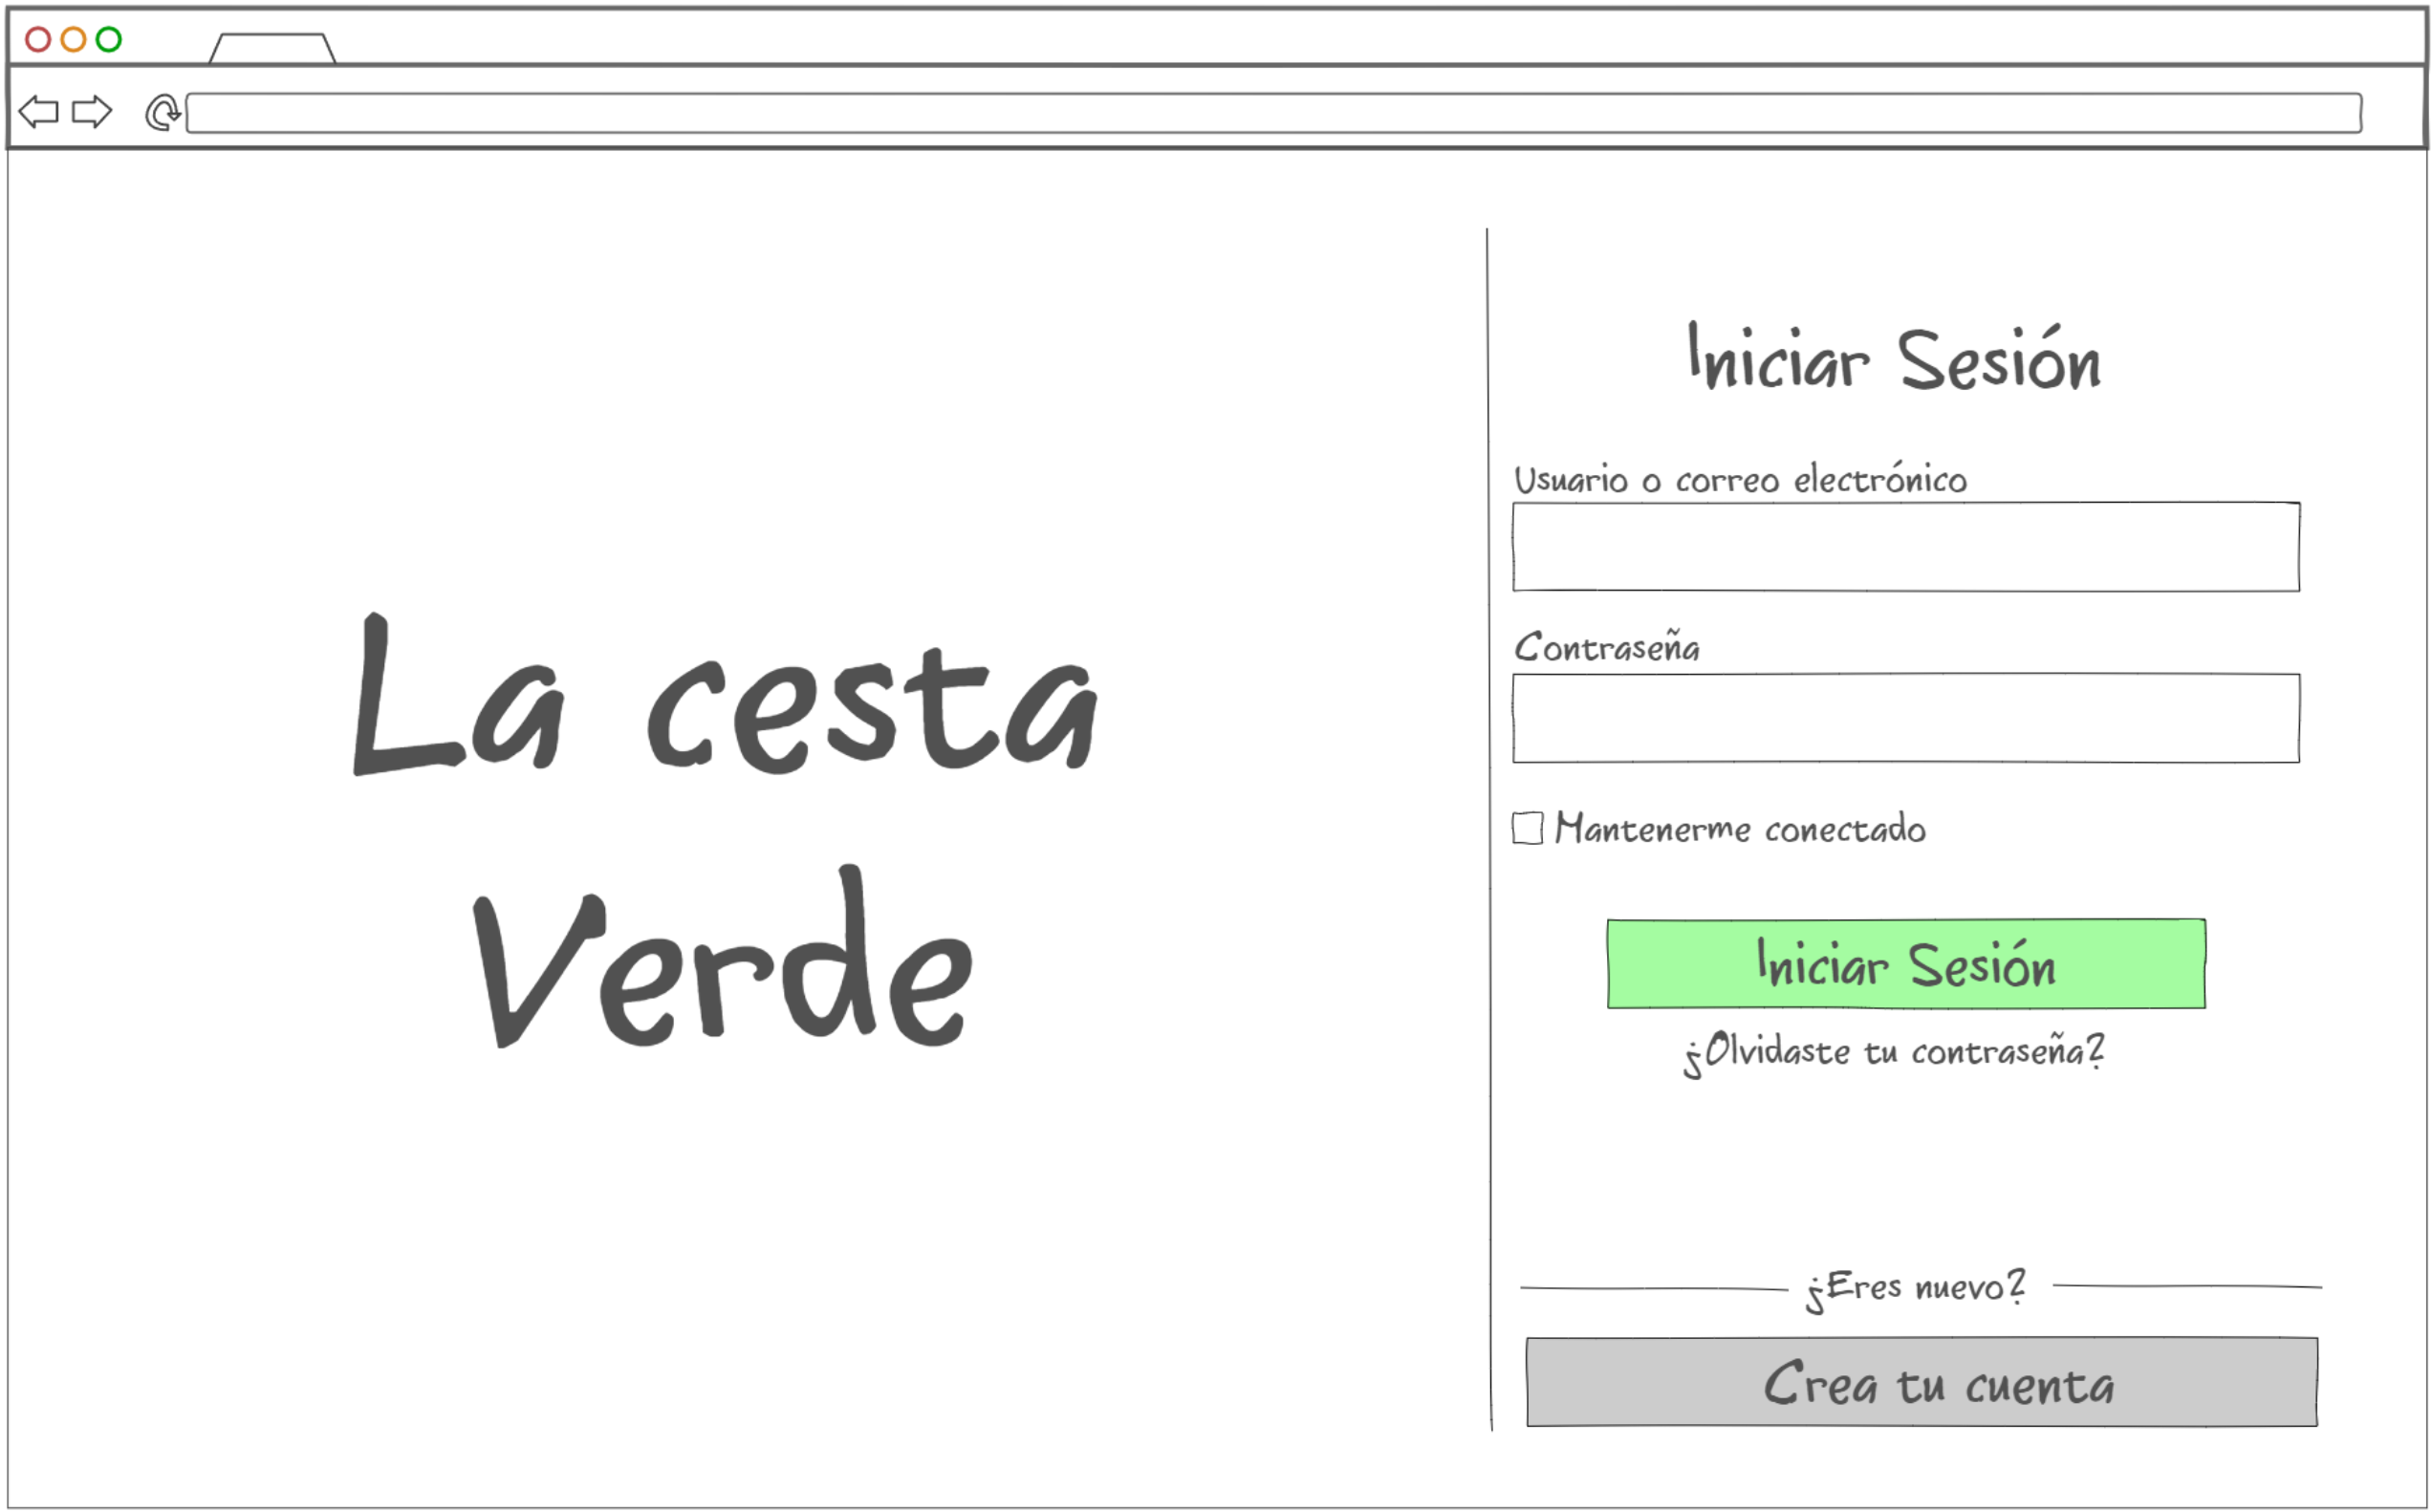 La cesta
Verde
Iniciar Sesión
Usuario o correo electrónico
Contraseña
Mantenerme conectado
Iniciar Sesión
¿Olvidaste tu contraseña?
¿Eres nuevo?
Crea tu cuenta